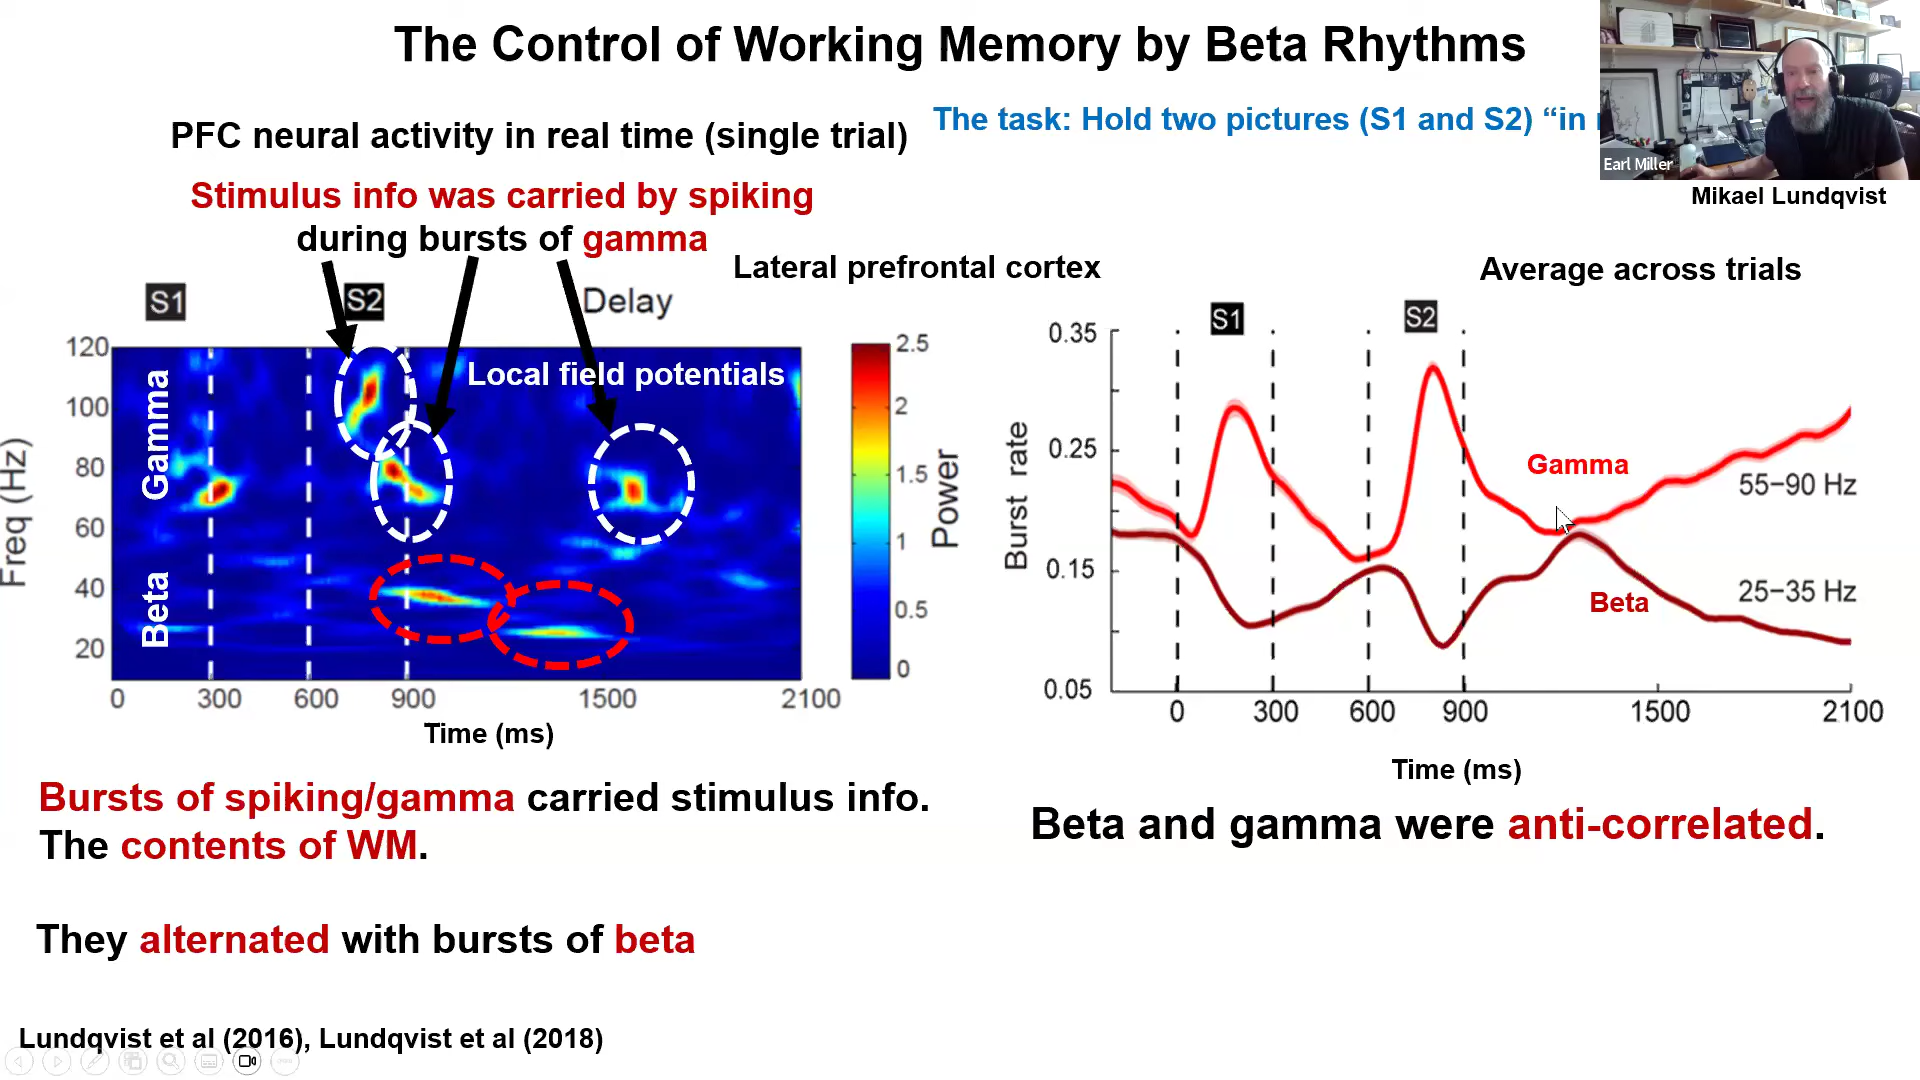 The Control of Working Memory by Beta Rhythms
PFC neural activity in real time (single trial)
The task: Hold two pictures (S1 and S2) “in
Earl Miller
Mikael Lundqvist
Stimulus info was carried by spiking
during bursts of gamma
Lateral prefrontal cortex
Average across trials
S1
S2
Delay
Local field potentials
Gamma
Beta
Freq (Hz)
120
100
80
60
40
20
0
300
600
900
1500
2100
Time (ms)
2.5
2
1.5
1
0.5
0
Power
S1
S2
0.35
0.25
0.15
0.05
Burst rate
Gamma
55–90 Hz
Beta
25–35 Hz
0
300
600
900
1500
2100
Time (ms)
Bursts of spiking/gamma carried stimulus info.
The contents of WM.
Beta and gamma were anti-correlated.
They alternated with bursts of beta
Lundqvist et al (2016), Lundqvist et al (2018)